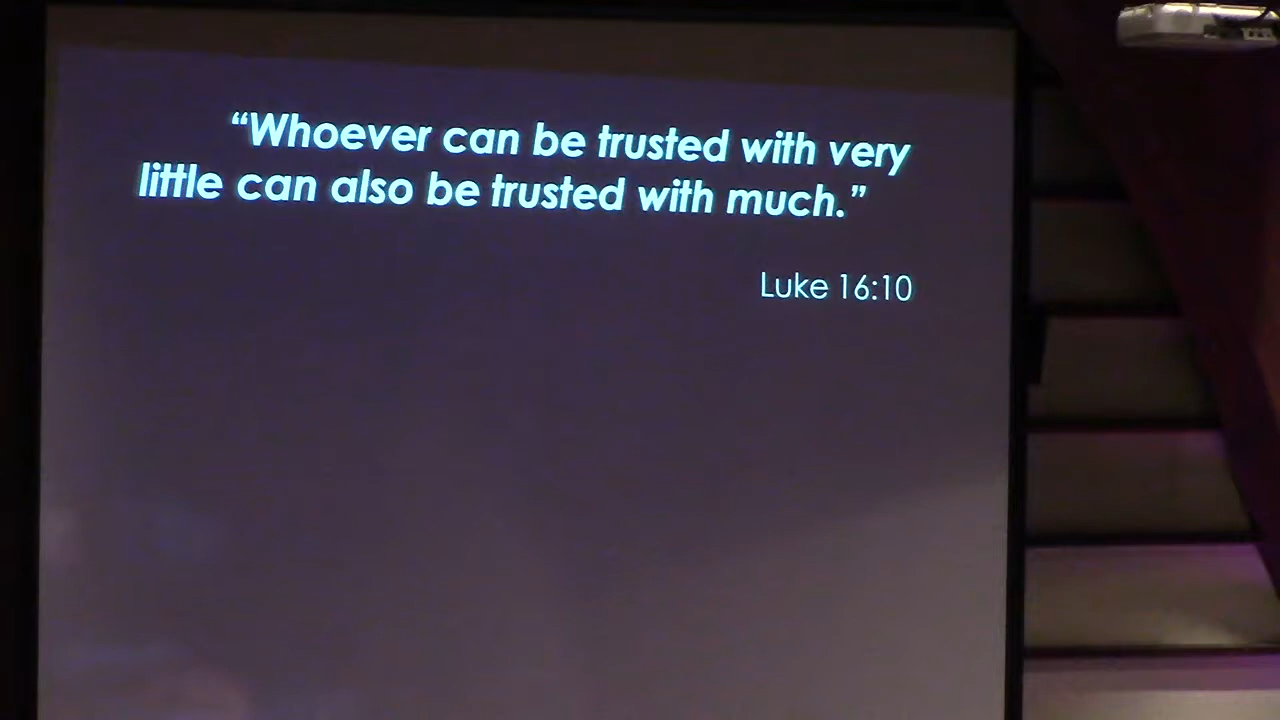 “Whoever can be trusted with very
little can also be trusted with much.”
Luke 16:10